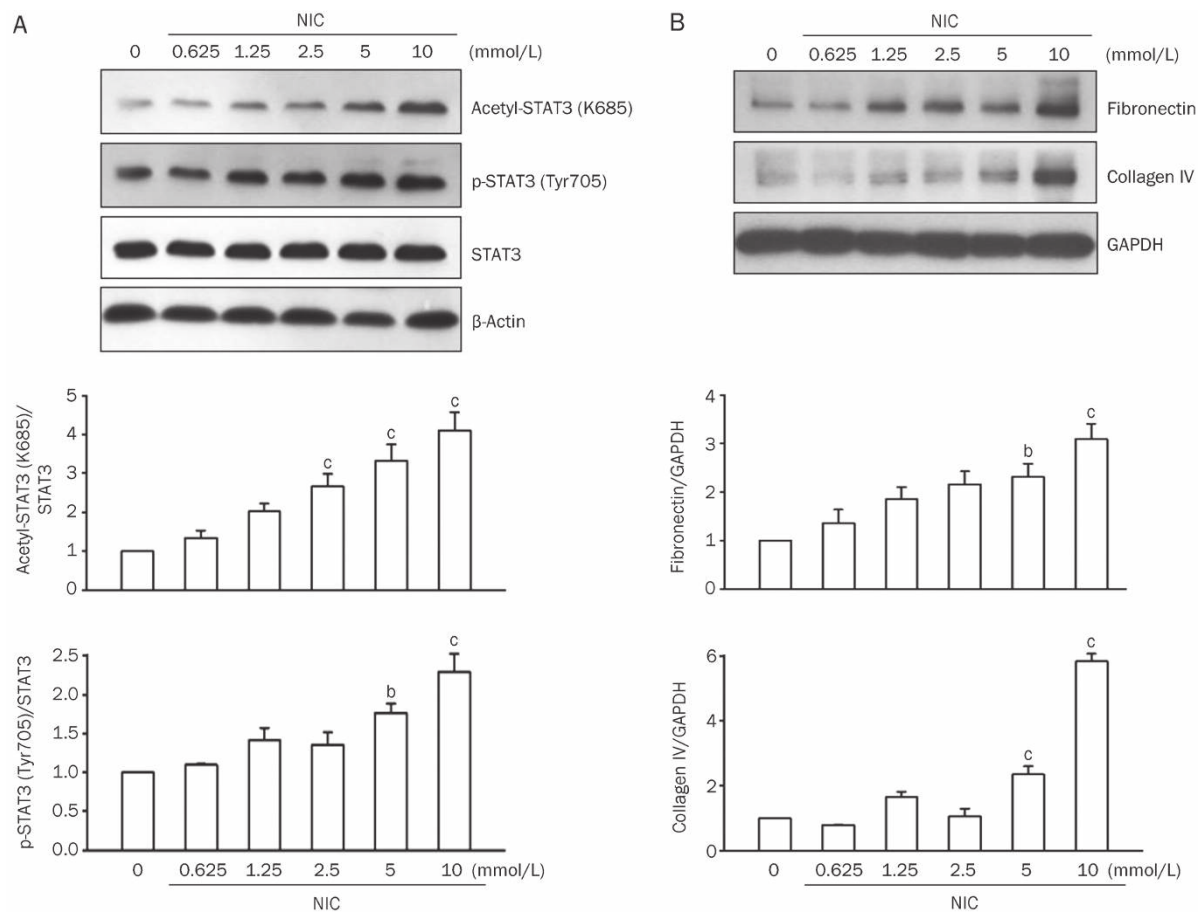 A
NIC
0 0.625 1.25 2.5 5 10 (mmol/L)
Acetyl-STAT3 (K685)
p-STAT3 (Tyr705)
STAT3
β-Actin
Acetyl-STAT3 (K685)/
STAT3
5
4
3
2
1
0
c
c
c
p-STAT3 (Tyr705)/STAT3
2.5
2.0
1.5
1.0
0.5
0.0
b
c
0 0.625 1.25 2.5 5 10 (mmol/L)
NIC
B
NIC
0 0.625 1.25 2.5 5 10 (mmol/L)
Fibronectin
Collagen IV
GAPDH
Fibronectin/GAPDH
4
3
2
1
0
b
c
Collagen IV/GAPDH
6
4
2
0
c
c
0 0.625 1.25 2.5 5 10 (mmol/L)
NIC